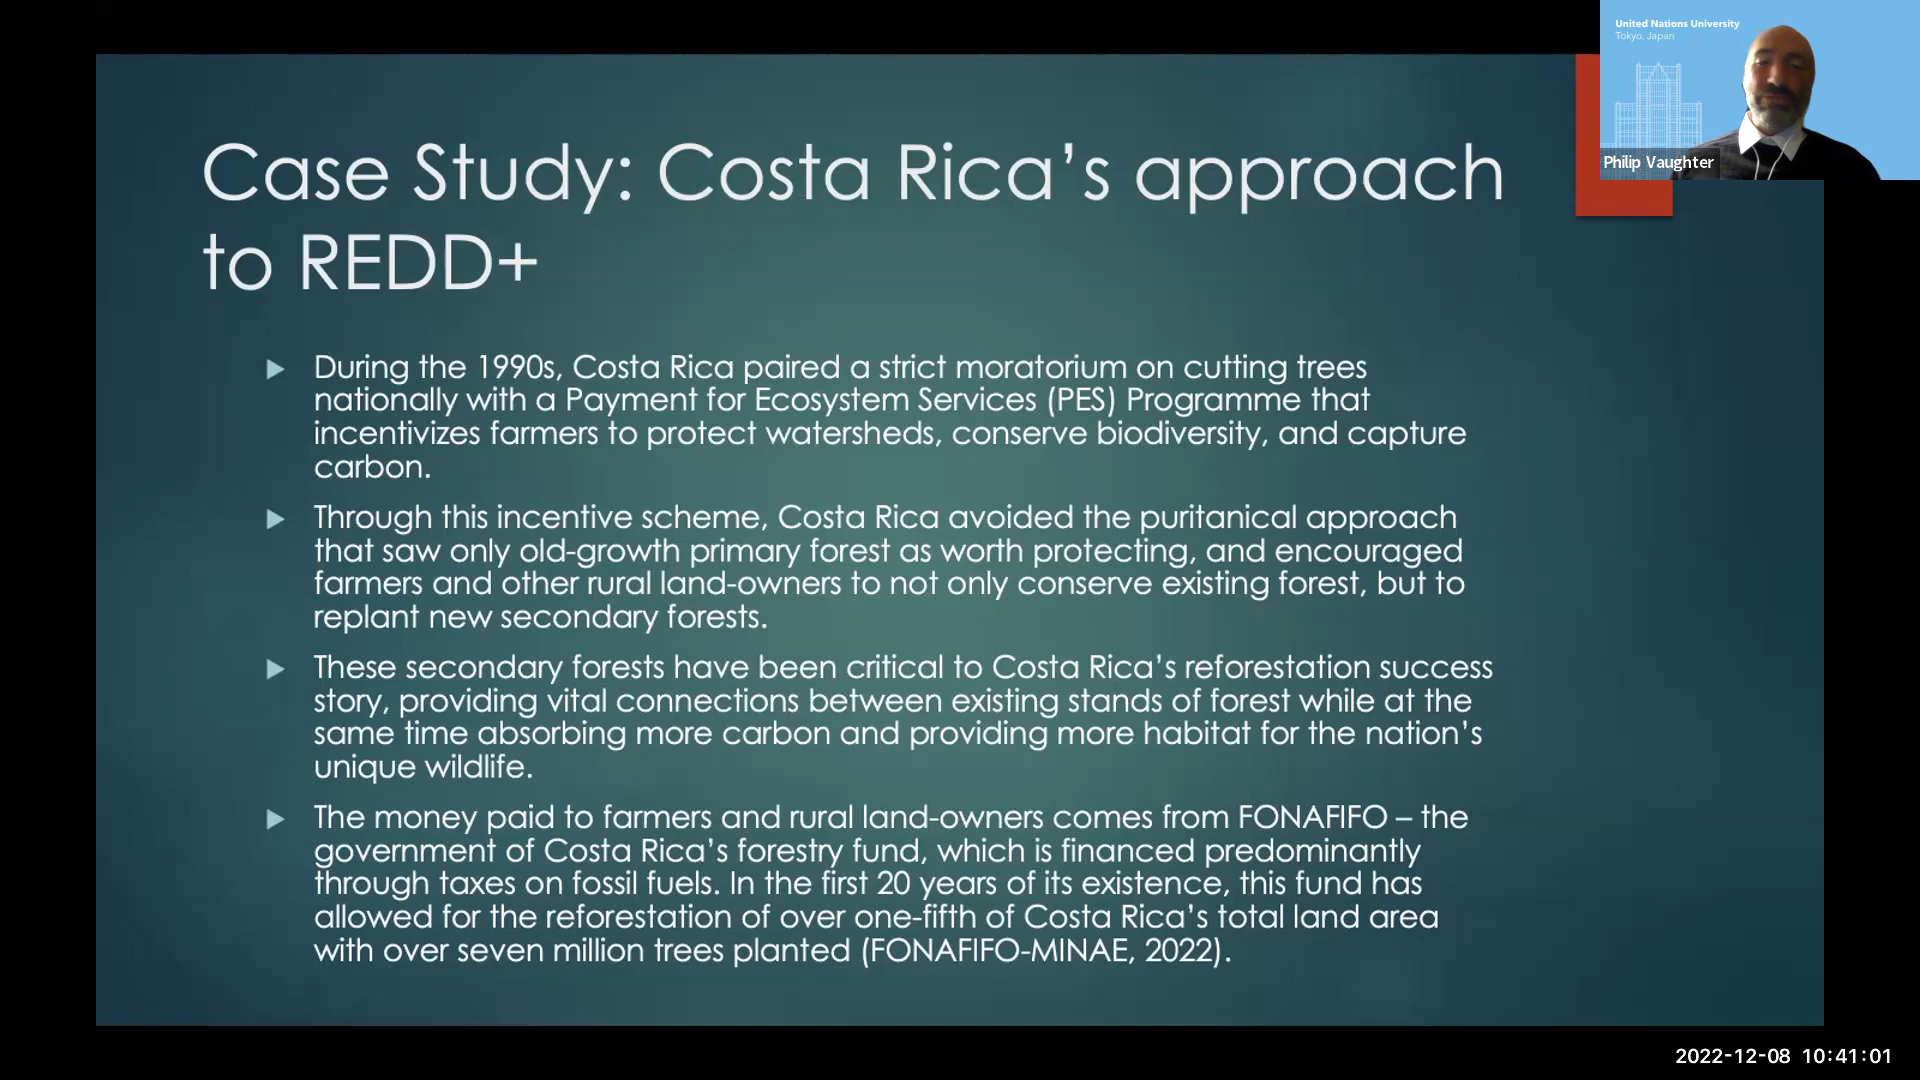 United Nations University
Tokyo, Japan
Philip Vaughter
Case Study: Costa Rica’s approach
to REDD+
During the 1990s, Costa Rica paired a strict moratorium on cutting trees
nationally with a Payment for Ecosystem Services (PES) Programme that
incentivizes farmers to protect watersheds, conserve biodiversity, and capture
carbon.
Through this incentive scheme, Costa Rica avoided the puritanical approach
that saw only old-growth primary forest as worth protecting, and encouraged
farmers and other rural land-owners to not only conserve existing forest, but to
replant new secondary forests.
These secondary forests have been critical to Costa Rica’s reforestation success
story, providing vital connections between existing stands of forest while at the
same time absorbing more carbon and providing more habitat for the nation’s
unique wildlife.
The money paid to farmers and rural land-owners comes from FONAFIFO – the
government of Costa Rica’s forestry fund, which is financed predominantly
through taxes on fossil fuels. In the first 20 years of its existence, this fund has
allowed for the reforestation of over one-fifth of Costa Rica’s total land area
with over seven million trees planted (FONAFIFO-MINAE, 2022).
2022-12-08 10:41:01